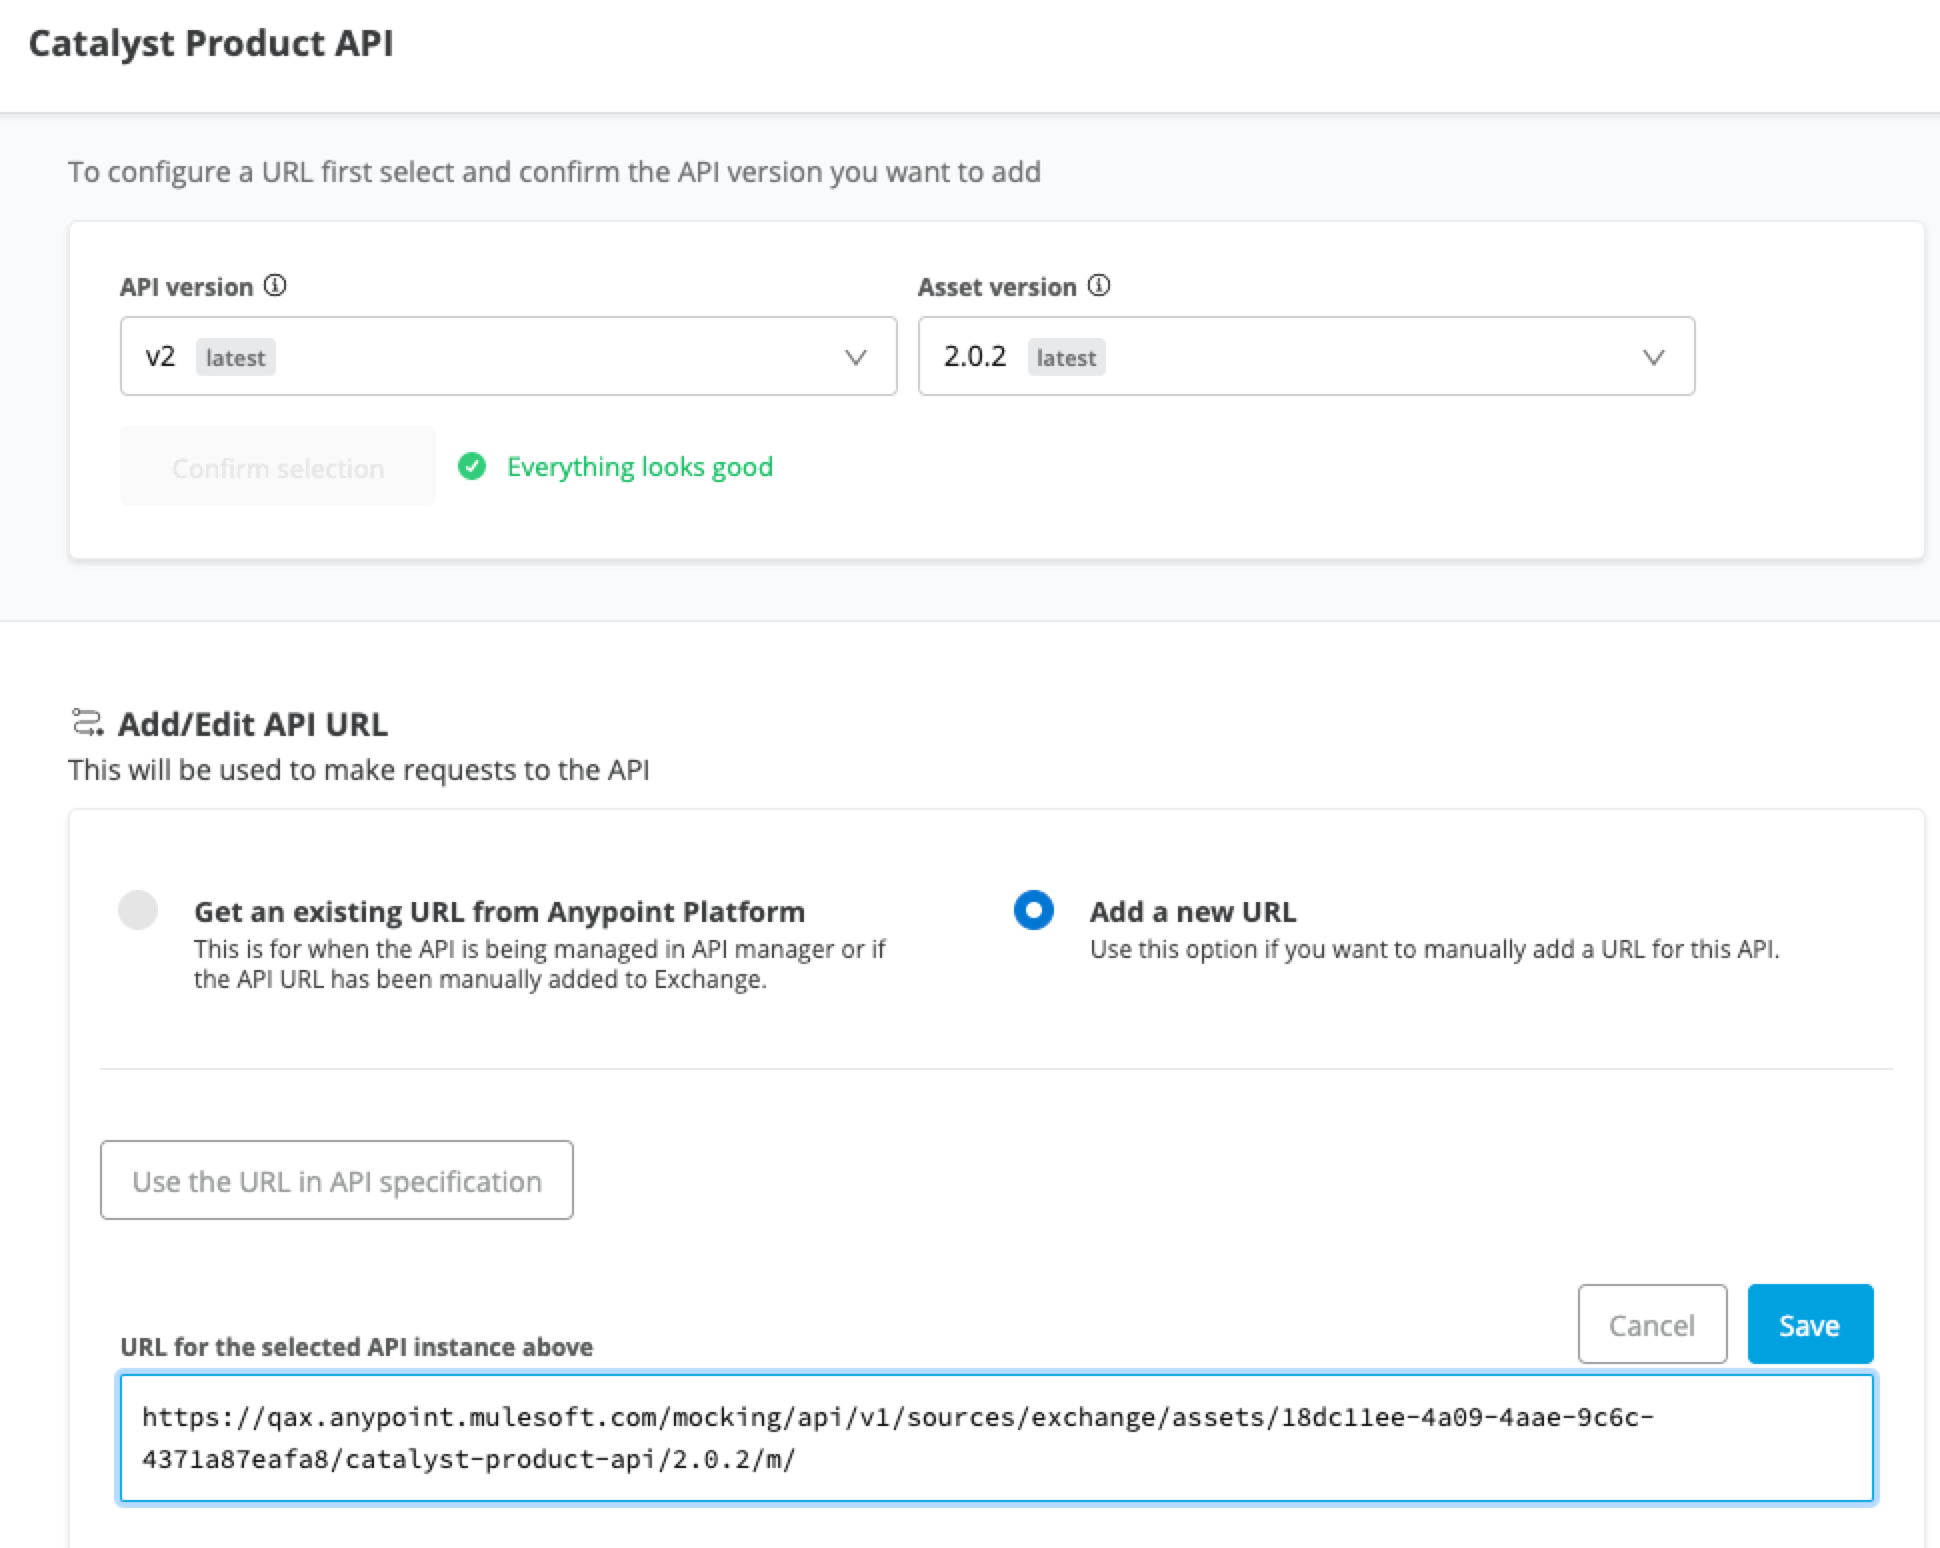 Catalyst Product API
To configure a URL first select and confirm the API version you want to add
API version
Asset version
v2 latest
2.0.2 latest
Confirm selection
Everything looks good
Add/Edit API URL
This will be used to make requests to the API
Get an existing URL from Anypoint Platform
This is for when the API is being managed in API manager or if
the API URL has been manually added to Exchange.
Add a new URL
Use this option if you want to manually add a URL for this API.
Use the URL in API specification
Cancel
Save
URL for the selected API instance above
https://qax.anypoint.mulesoft.com/mocking/api/v1/sources/exchange/assets/18dc11ee-4a09-4aae-9c6c-
4371a87eafa8/catalyst-product-api/2.0.2/m/